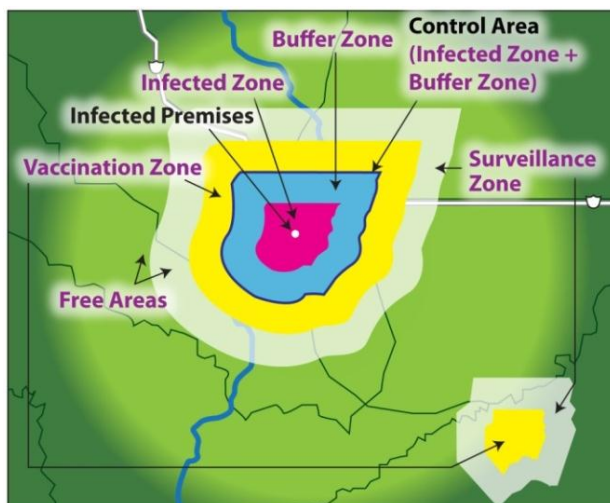 Buffer Zone
Control Area
(Infected Zone +
Buffer Zone)
Infected Zone
Infected Premises
Vaccination Zone
Surveillance
Zone
Free Areas